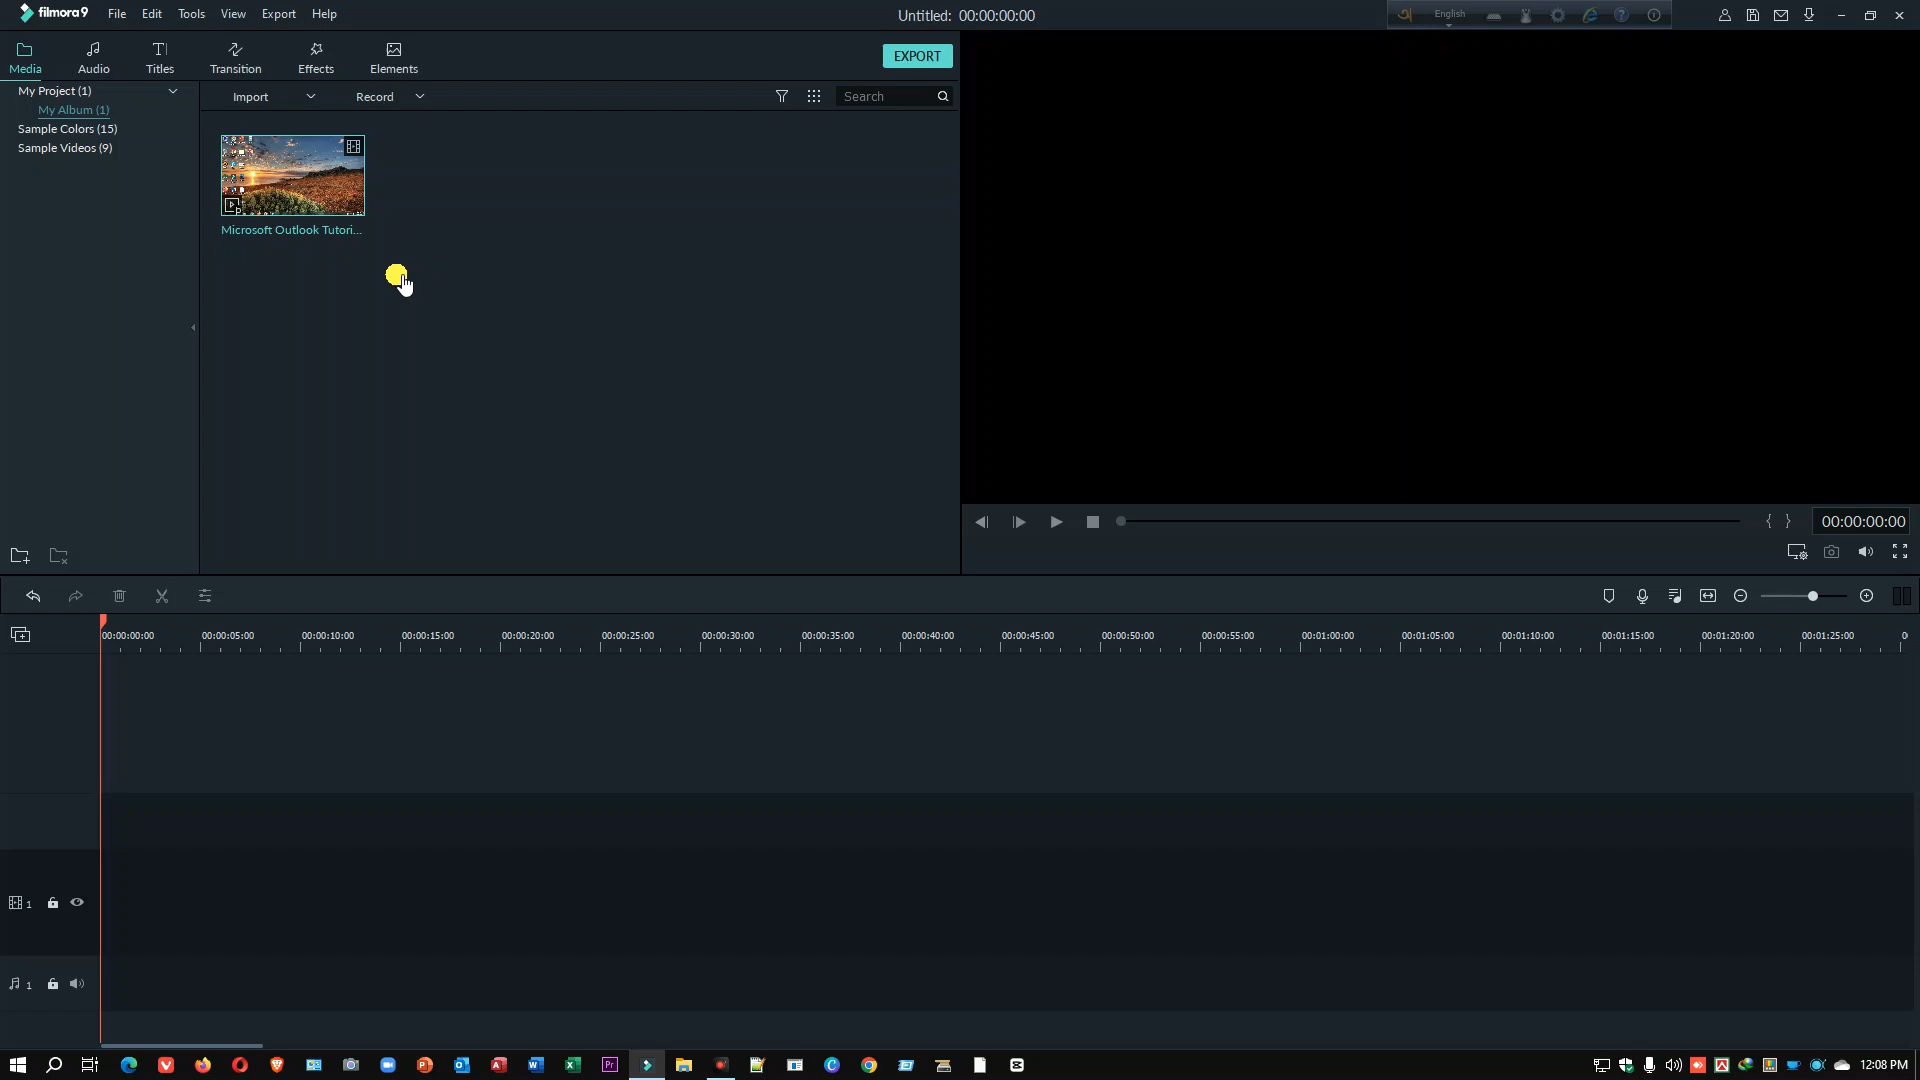 filmora9 File Edit Tools View Export Help
Untitled: 00:00:00:00
English
Media Audio Titles Transition Effects Elements
EXPORT
My Project (1)
My Album (1)
Sample Colors (15)
Sample Videos (9)
Import Record Search
Microsoft Outlook Tutori...
00:00:00:00
00:00:00:00 00:00:05:00 00:00:10:00 00:00:15:00 00:00:20:00 00:00:25:00 00:00:30:00 00:00:35:00 00:00:40:00 00:00:45:00 00:00:50:00 00:00:55:00 00:01:00:00 00:01:05:00 00:01:10:00 00:01:15:00 00:01:20:00 00:01:25:00
1
1
12:08 PM